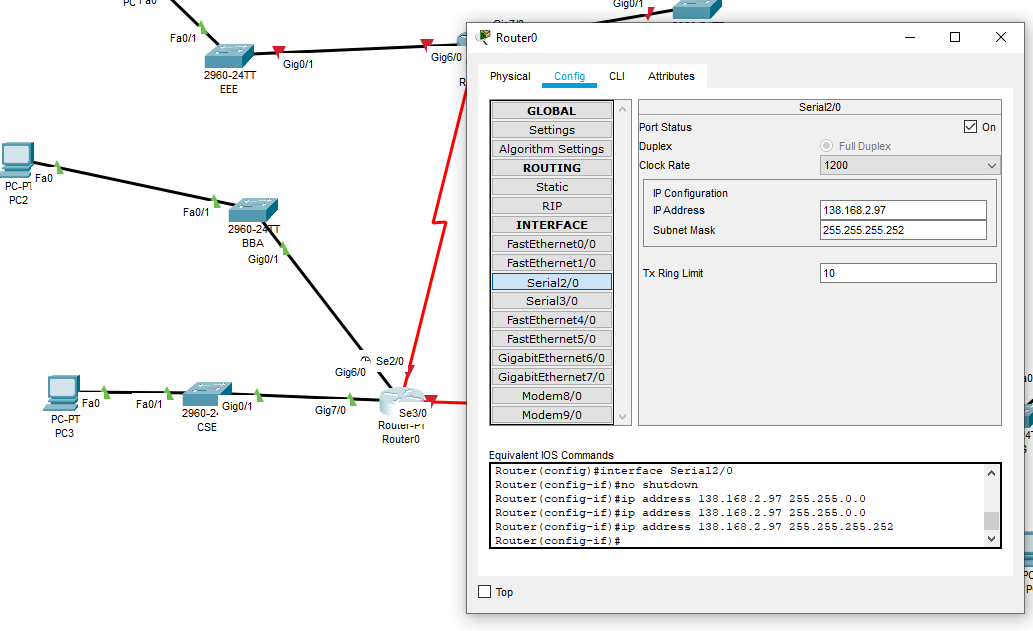 PC Fa0
Fa0/1
2960-24TT
EEE
Gig0/1
Gig6/0
Gig7/0
Gig0/1
R
Fa0
PC-PT
PC2
Fa0/1
2960-24TT
BBA
Gig0/1
Se2/0
Gig6/0
Fa0
PC-PT
PC3
Fa0/1
2960-24
CSE
Gig0/1
Gig7/0
Se3/0
Router-PT
Router0
Router0
Physical
Config
CLI
Attributes
GLOBAL
Settings
Algorithm Settings
ROUTING
Static
RIP
INTERFACE
FastEthernet0/0
FastEthernet1/0
Serial2/0
Serial3/0
FastEthernet4/0
FastEthernet5/0
GigabitEthernet6/0
GigabitEthernet7/0
Modem8/0
Modem9/0
Serial2/0
Port Status
On
Duplex
Full Duplex
Clock Rate
1200
IP Configuration
IP Address
138.168.2.97
Subnet Mask
255.255.255.252
Tx Ring Limit
10
Equivalent IOS Commands
Router(config)#interface Serial2/0
Router(config-if)#no shutdown
Router(config-if)#ip address 138.168.2.97 255.255.0.0
Router(config-if)#ip address 138.168.2.97 255.255.0.0
Router(config-if)#ip address 138.168.2.97 255.255.255.252
Router(config-if)#
Top